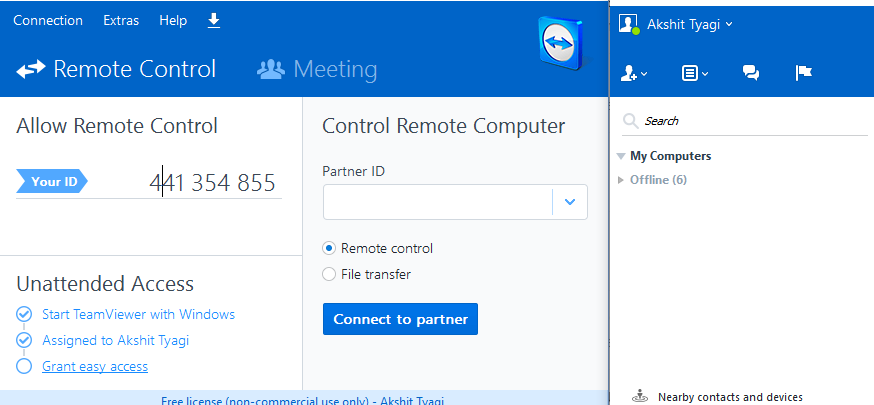 Connection Extras Help
Remote Control Meeting
Allow Remote Control
Your ID 441 354 855
Unattended Access
Start TeamViewer with Windows
Assigned to Akshit Tyagi
Grant easy access
Control Remote Computer
Partner ID
Remote control
File transfer
Connect to partner
Free license (non-commercial use only) - Akshit Tyagi
Akshit Tyagi
Search
My Computers
Offline (6)
Nearby contacts and devices